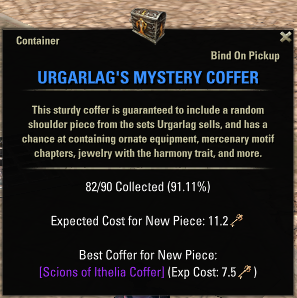 Container
Bind On Pickup
URGARLAG'S MYSTERY COFFER
This sturdy coffer is guaranteed to include a random
shoulder piece from the sets Urgarlag sells, and has a
chance at containing ornate equipment, mercenary motif
chapters, jewelry with the harmony trait, and more.
82/90 Collected (91.11%)
Expected Cost for New Piece: 11.2
Best Coffer for New Piece:
[Scions of Ithelia Coffer] (Exp Cost: 7.5 )